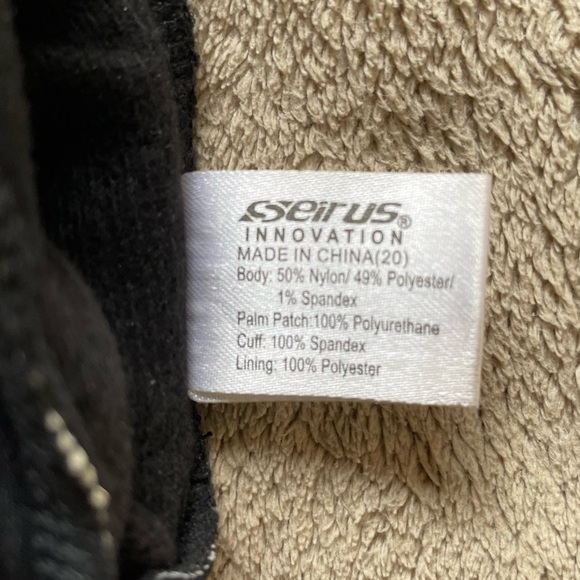 Seirus®
INNOVATION
MADE IN CHINA(20)
Body: 50% Nylon/ 49% Polyester/
1% Spandex
Palm Patch:100% Polyurethane
Cuff: 100% Spandex
Lining: 100% Polyester